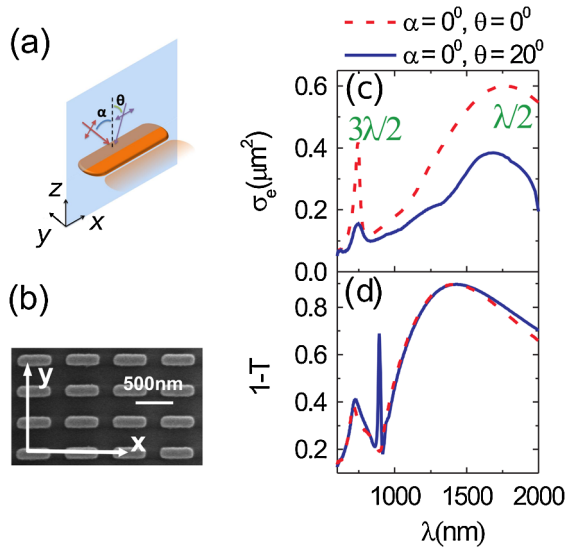 (a)
α
θ
z
y
x
(b)
y
500nm
x
α=0⁰, θ=0⁰
α=0⁰, θ=20⁰
(c)
0.6
3λ/2
λ/2
0.4
σₑ(μm²)
0.2
0.0
(d)
0.8
0.6
1-T
0.4
0.2
1000
1500
2000
λ(nm)